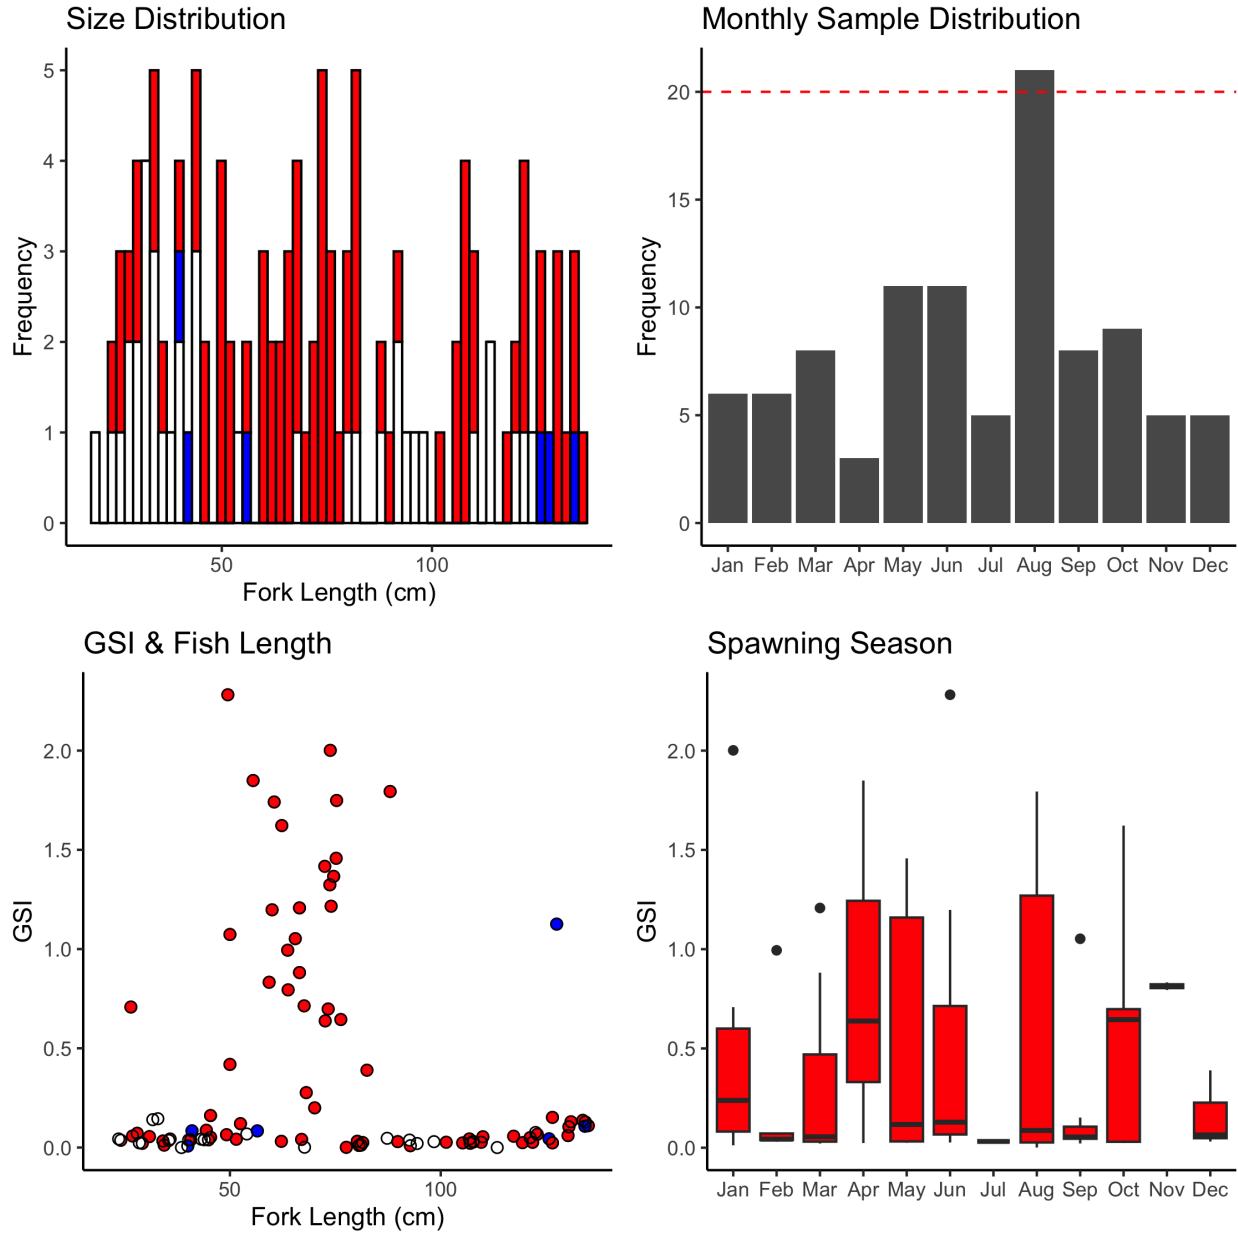 Size Distribution
Frequency
5
4
3
2
1
0
50 100
Fork Length (cm)
Monthly Sample Distribution
Frequency
20
15
10
5
0
Jan Feb Mar Apr May Jun Jul Aug Sep Oct Nov Dec
GSI & Fish Length
GSI
2.0
1.5
1.0
0.5
0.0
50 100
Fork Length (cm)
Spawning Season
GSI
2.0
1.5
1.0
0.5
0.0
Jan Feb Mar Apr May Jun Jul Aug Sep Oct Nov Dec